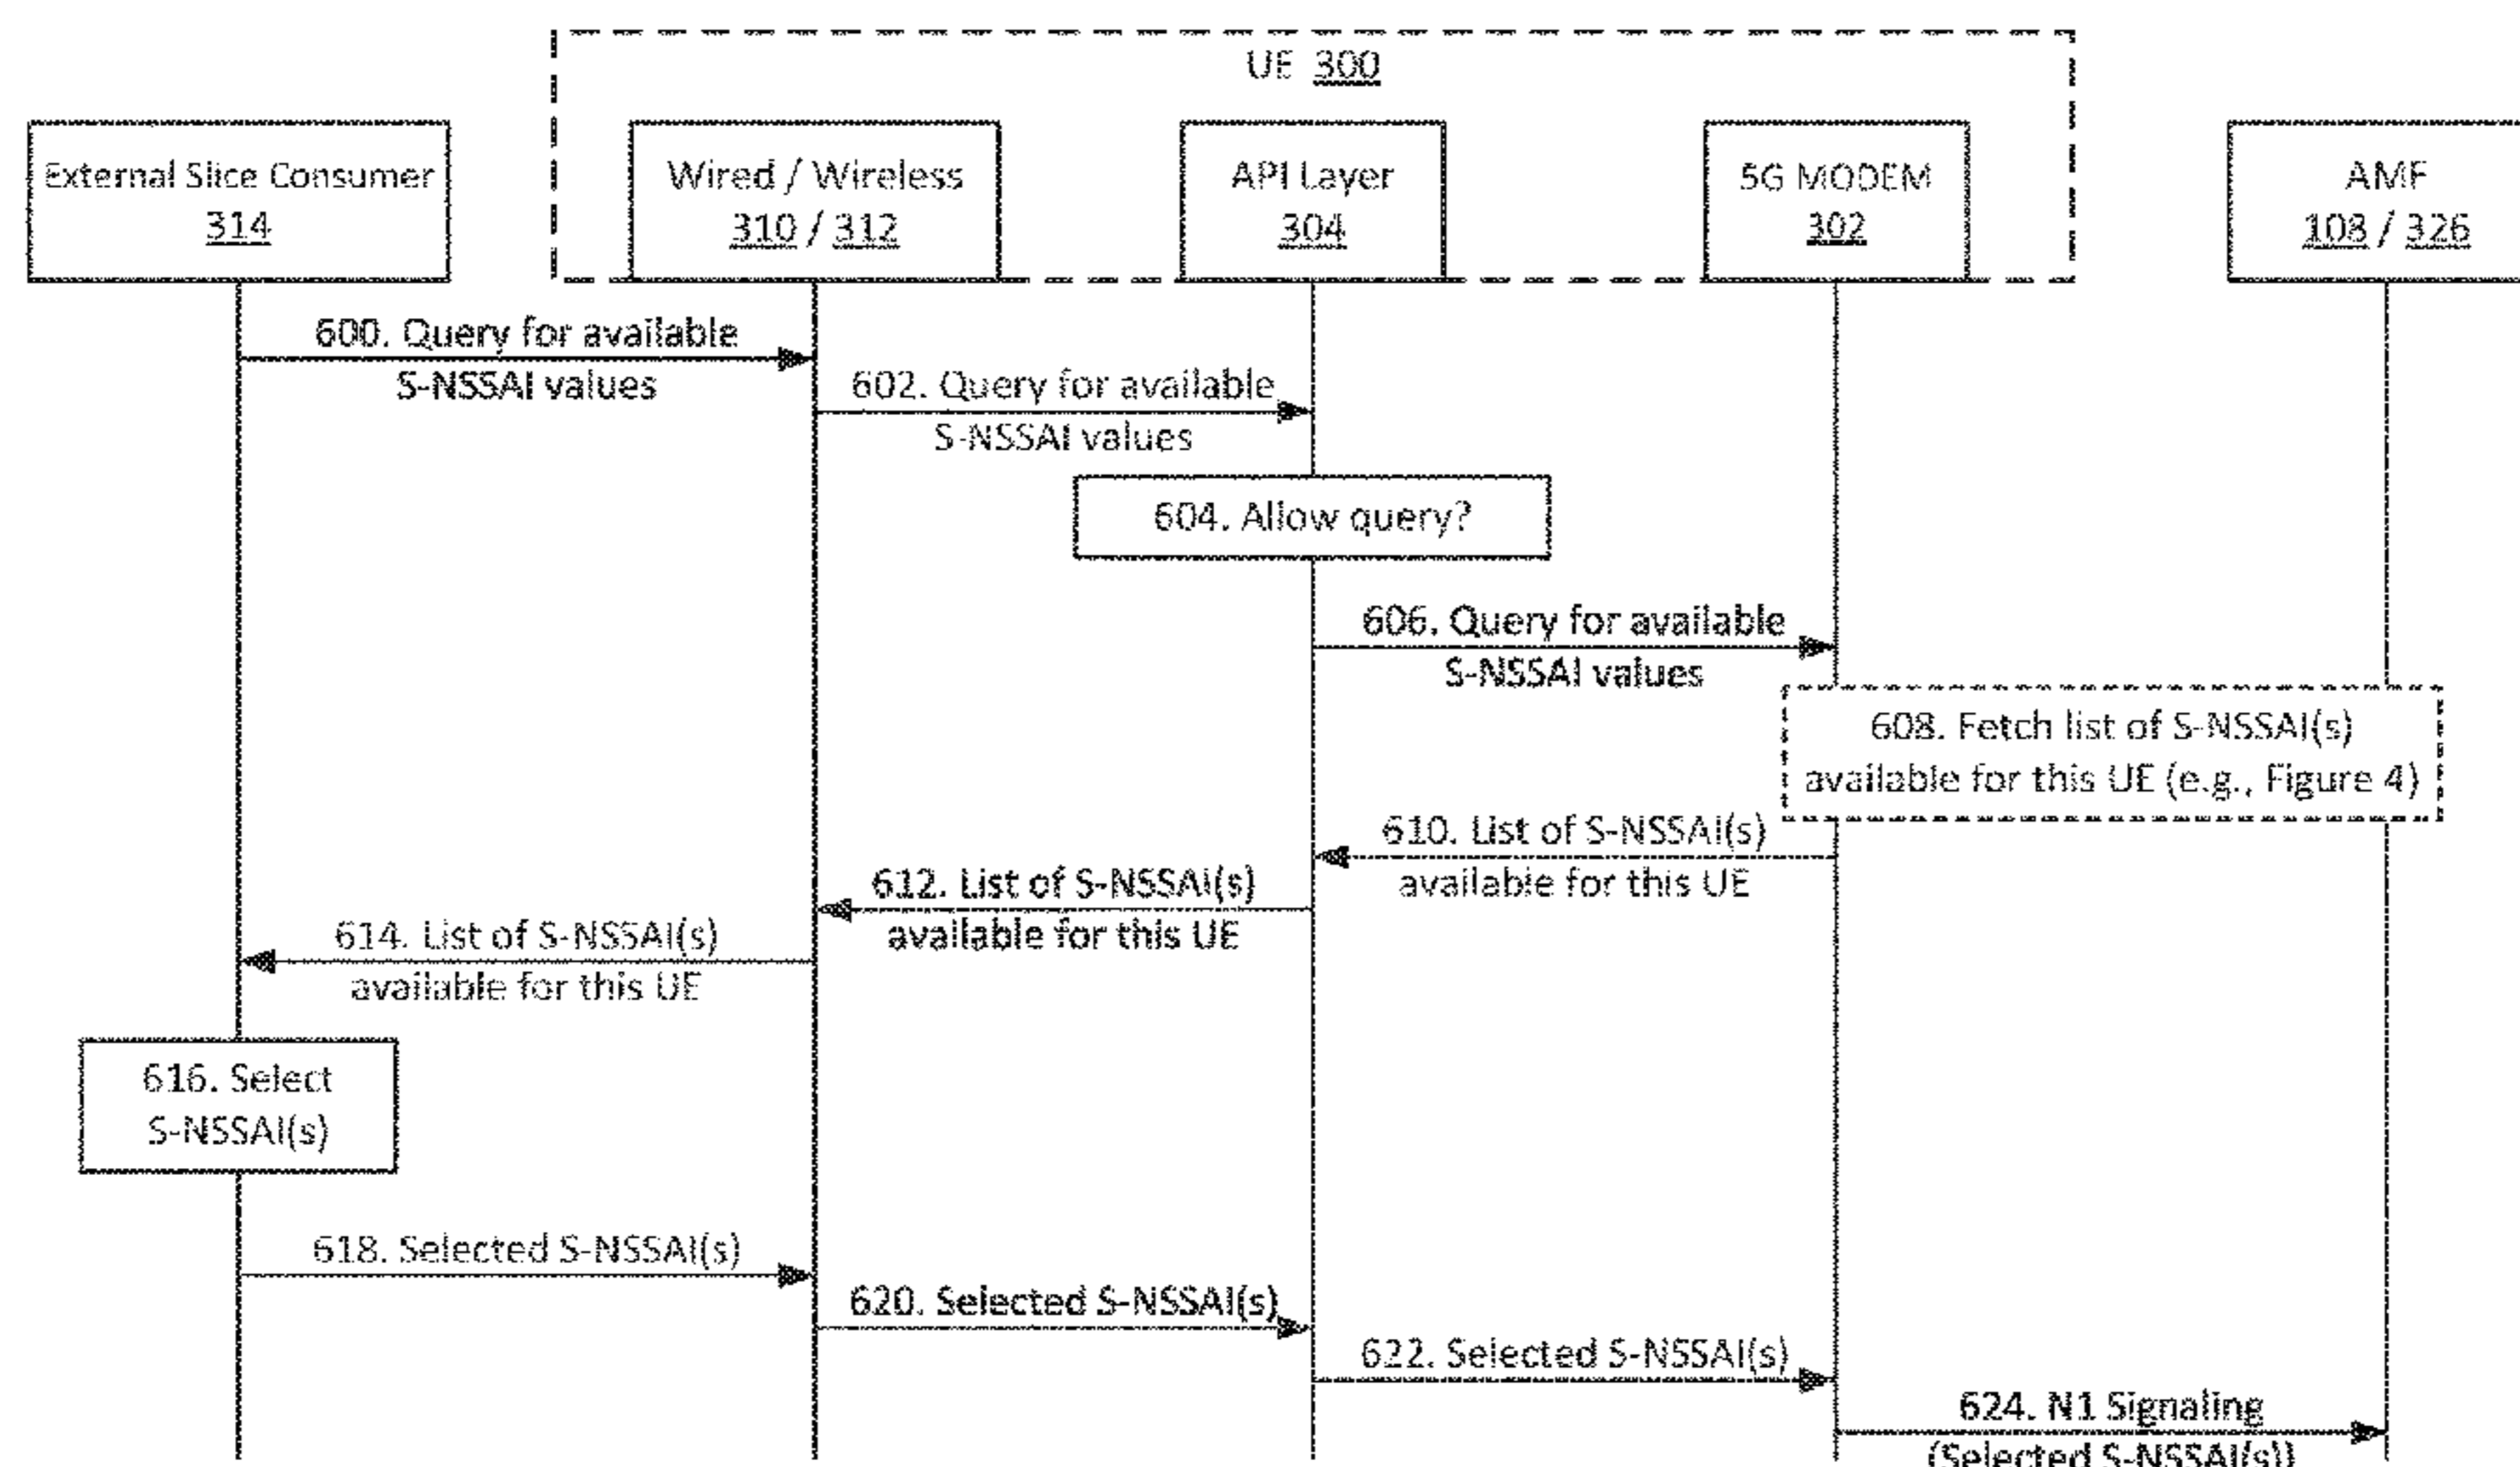 UE 300
External Slice Consumer
314
Wired / Wireless
310 / 312
API Layer
304
5G MODEM
302
AMF
108 / 326
600. Query for available
S-NSSAI values
602. Query for available
S-NSSAI values
604. Allow query?
606. Query for available
S-NSSAI values
608. Fetch list of S-NSSAI(s)
available for this UE (e.g., Figure 4)
610. List of S-NSSAI(s)
available for this UE
612. List of S-NSSAI(s)
available for this UE
614. List of S-NSSAI(s)
available for this UE
616. Select
S-NSSAI(s)
618. Selected S-NSSAI(s)
620. Selected S-NSSAI(s)
622. Selected S-NSSAI(s)
624. N1 Signaling
(Selected S-NSSAI(s))